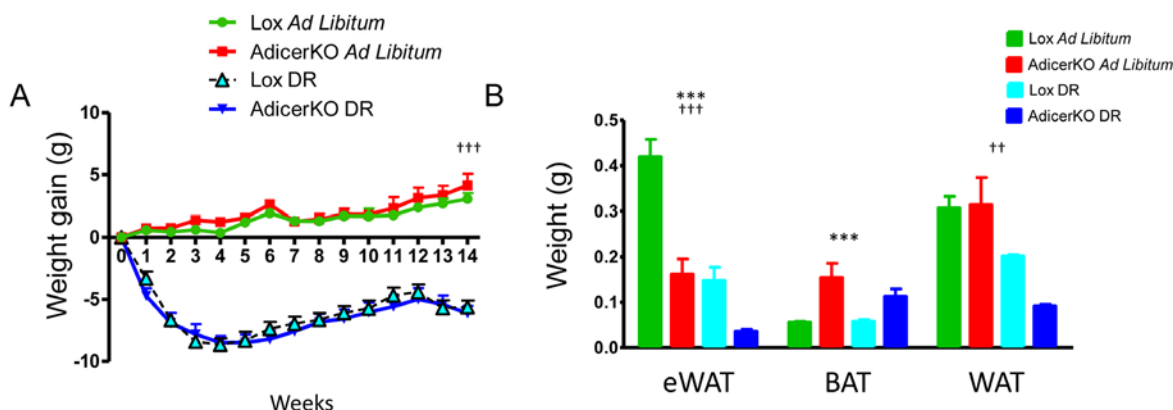 Lox Ad Libitum
AdicerKO Ad Libitum
Lox DR
AdicerKO DR
A
Weight gain (g)
10
5
0
-5
-10
†††
0 1 2 3 4 5 6 7 8 9 10 11 12 13 14
Weeks
B
Lox Ad Libitum
AdicerKO Ad Libitum
Lox DR
AdicerKO DR
Weight (g)
0.5
0.4
0.3
0.2
0.1
0.0
***
†††
***
††
eWAT BAT WAT